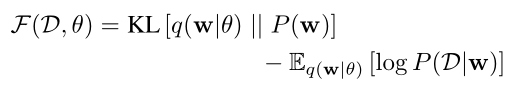 ℱ(𝒟, θ) = KL [q(𝐰|θ) || P(𝐰)]
− 𝔼_{q(𝐰|θ)} [log P(𝒟|𝐰)]